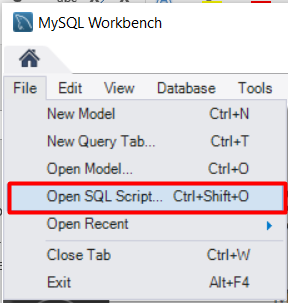 MySQL Workbench
File Edit View Database Tools
New Model Ctrl+N
New Query Tab... Ctrl+T
Open Model... Ctrl+O
Open SQL Script... Ctrl+Shift+O
Open Recent
Close Tab Ctrl+W
Exit Alt+F4